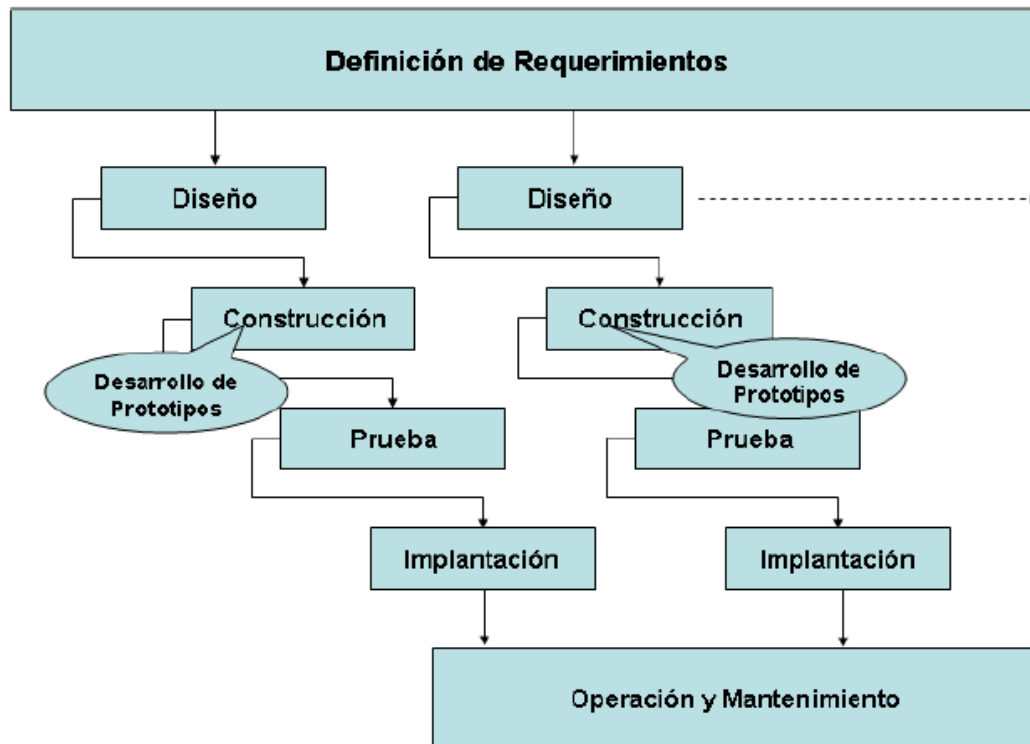 Definición de Requerimientos
Diseño
Diseño
Construcción
Construcción
Desarrollo de
Prototipos
Desarrollo de
Prototipos
Prueba
Prueba
Implantación
Implantación
Operación y Mantenimiento